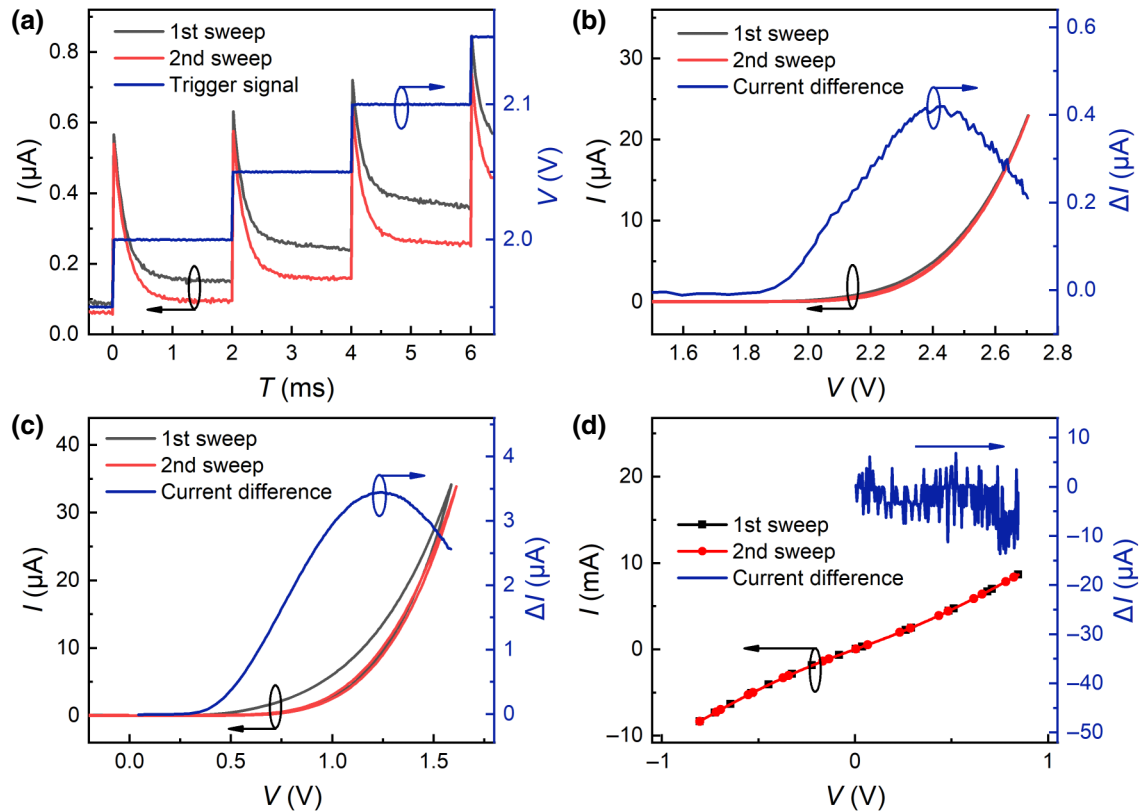 (a)
1st sweep
2nd sweep
Trigger signal
I (μA)
0.8
0.6
0.4
0.2
0.0
2.1
2.0
V (V)
0 1 2 3 4 5 6
T (ms)
(b)
1st sweep
2nd sweep
Current difference
I (μA)
30
20
10
0
0.6
0.4
0.2
0.0
ΔI (μA)
1.6 1.8 2.0 2.2 2.4 2.6 2.8
V (V)
(c)
1st sweep
2nd sweep
Current difference
I (μA)
40
30
20
10
0
4
3
2
1
0
ΔI (μA)
0.0 0.5 1.0 1.5
V (V)
(d)
1st sweep
2nd sweep
Current difference
I (mA)
20
10
0
−10
10
0
−10
−20
−30
−40
−50
ΔI (μA)
−1 0 1
V (V)